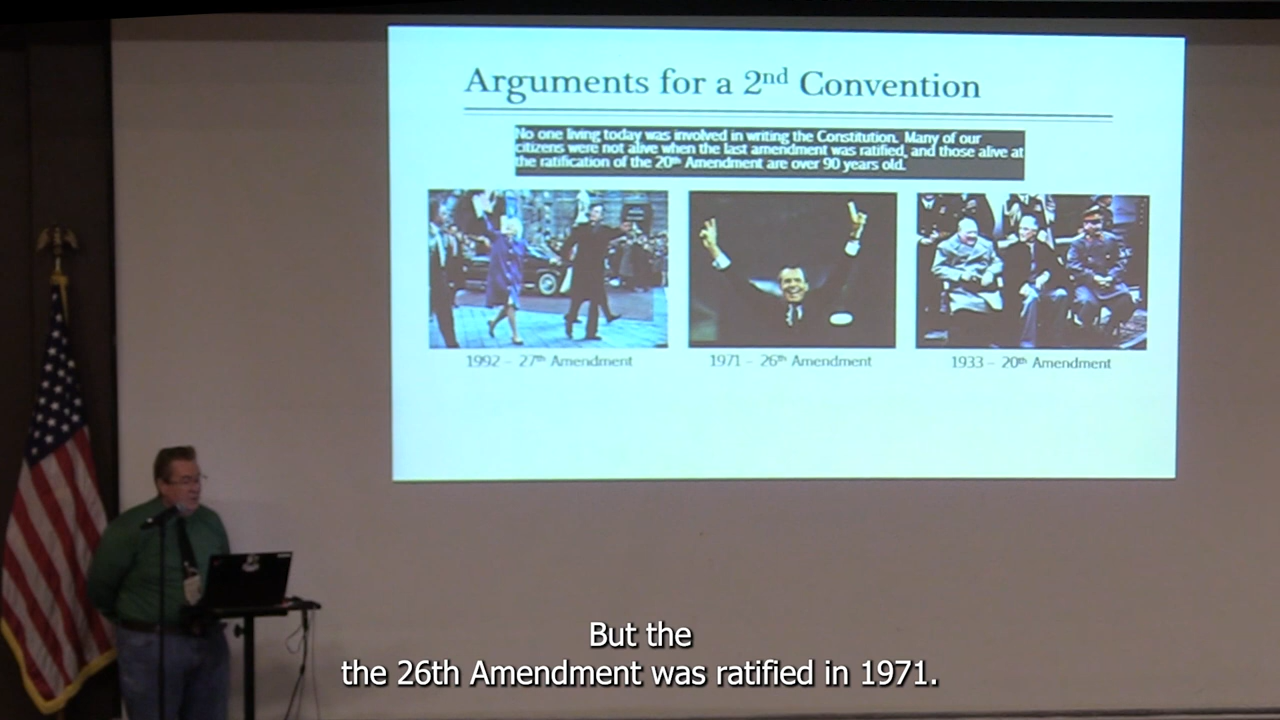 Arguments for a 2nd Convention
No one living today was involved in writing the Constitution. Many of our
citizens were not alive when the last amendment was ratified, and those alive at
the ratification of the 20th Amendment are over 90 years old.
1992 – 27th Amendment
1971 – 26th Amendment
1933 – 20th Amendment
But the
the 26th Amendment was ratified in 1971.